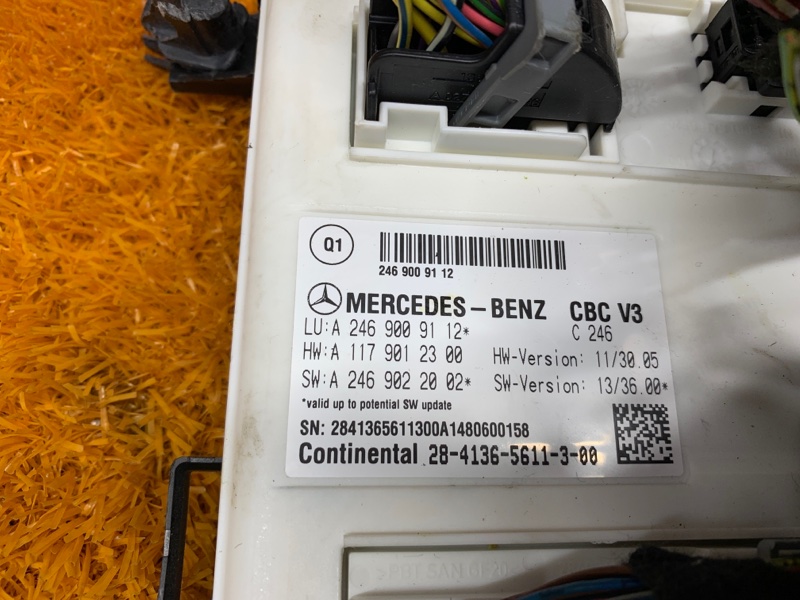 Q1
246 900 91 12
MERCEDES-BENZ CBC V3
LU:A 246 900 91 12* C 246
HW:A 117 901 23 00 HW-Version: 11/30.05
SW:A 246 902 20 02* SW-Version: 13/36.00*
*valid up to potential SW update
SN: 2841365611300A1480600158
Continental 28-4136-5611-3-00